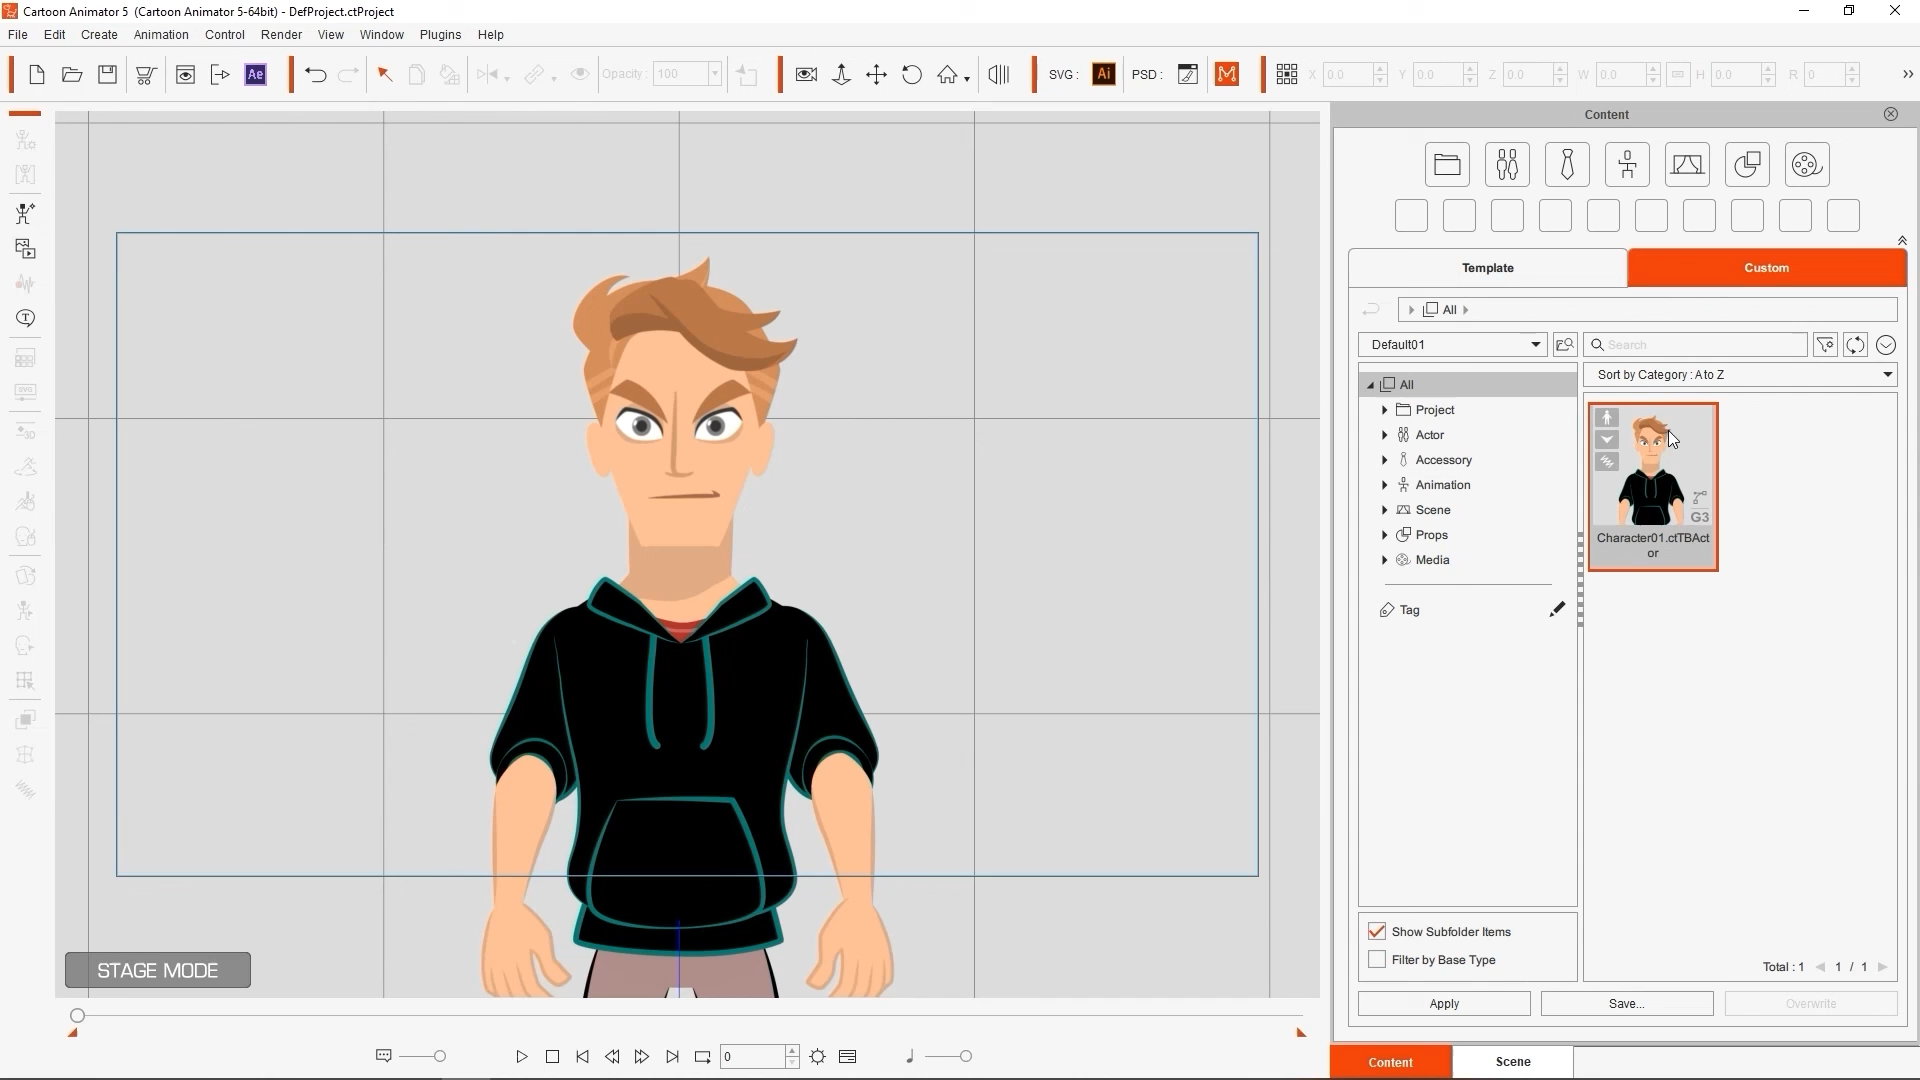 Cartoon Animator 5 (Cartoon Animator 5-64bit) - DefProject.ctProject
File Edit Create Animation Control Render View Window Plugins Help
Ae Opacity : 100 SVG : Ai PSD : X 0.0 Y 0.0 Z 0.0 W 0.0 H 0.0 R 0
Content
Template Custom
All
Default01 Search
All
Sort by Category : A to Z
Project
Actor
Accessory
Animation
Scene
Props
Media
Tag
G3
Character01.ctTBAct
or
3D
SVG
T
STAGE MODE
Show Subfolder Items
Filter by Base Type
Total : 1 1 / 1
Apply Save... Overwrite
0
Content Scene